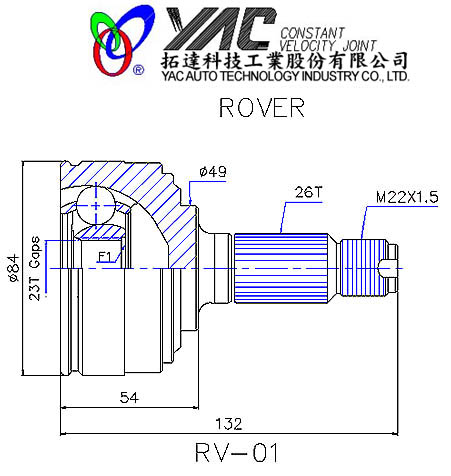 YAC CONSTANT
VELOCITY JOINT
®
拓達科技工業股份有限公司
YAC AUTO TECHNOLOGY INDUSTRY CO., LTD.
ROVER
ø49
26T
M22X1.5
ø84
23T Gaps
F1
54
132
RV-01